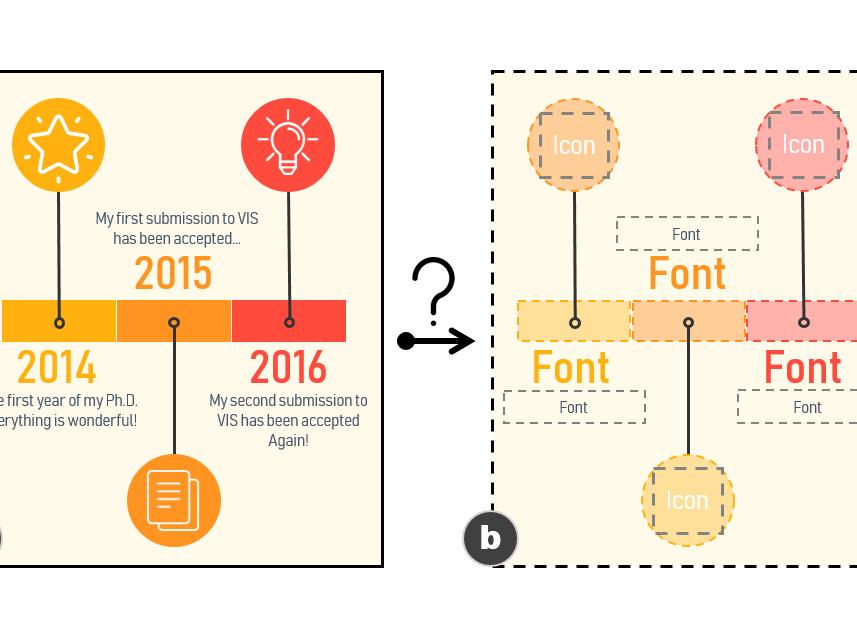 My first submission to VIS
has been accepted...
2015
2014
first year of my Ph.D.
is wonderful!
2016
My second submission to
VIS has been accepted
Again!
?
Icon
Icon
Font
Font
Font
Font
Font
Font
Icon
b